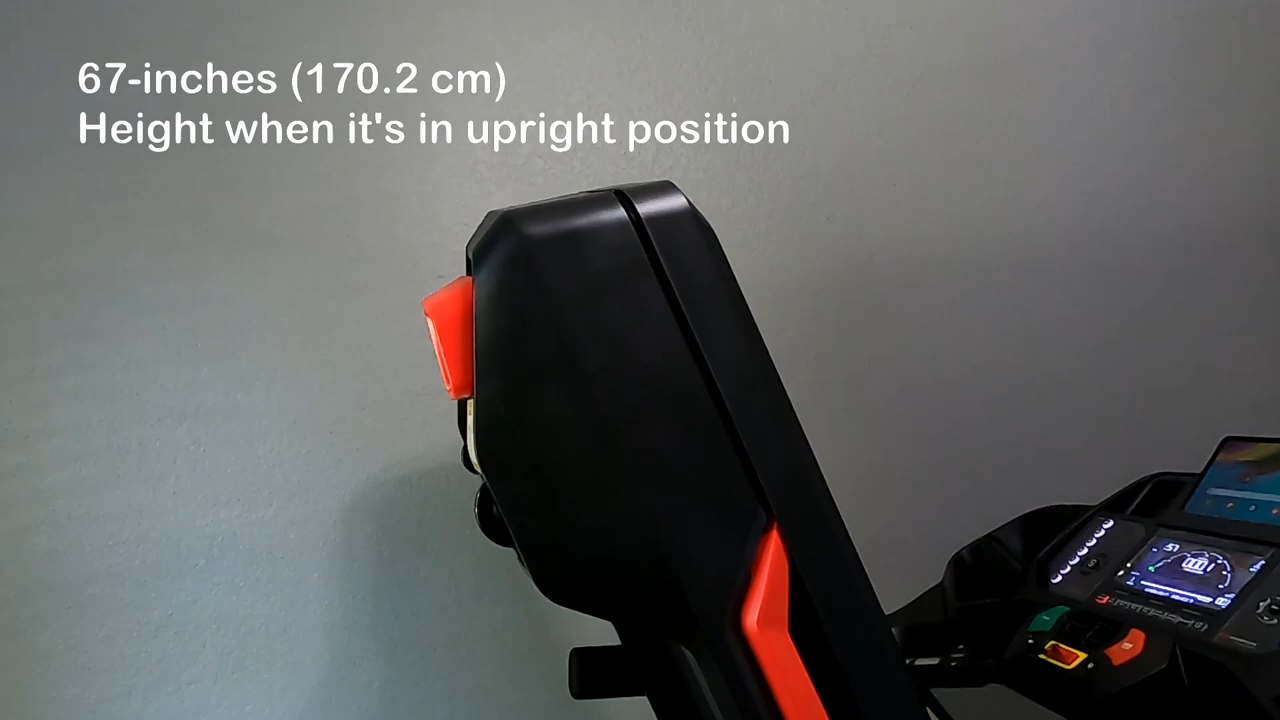 67-inches (170.2 cm)
Height when it's in upright position